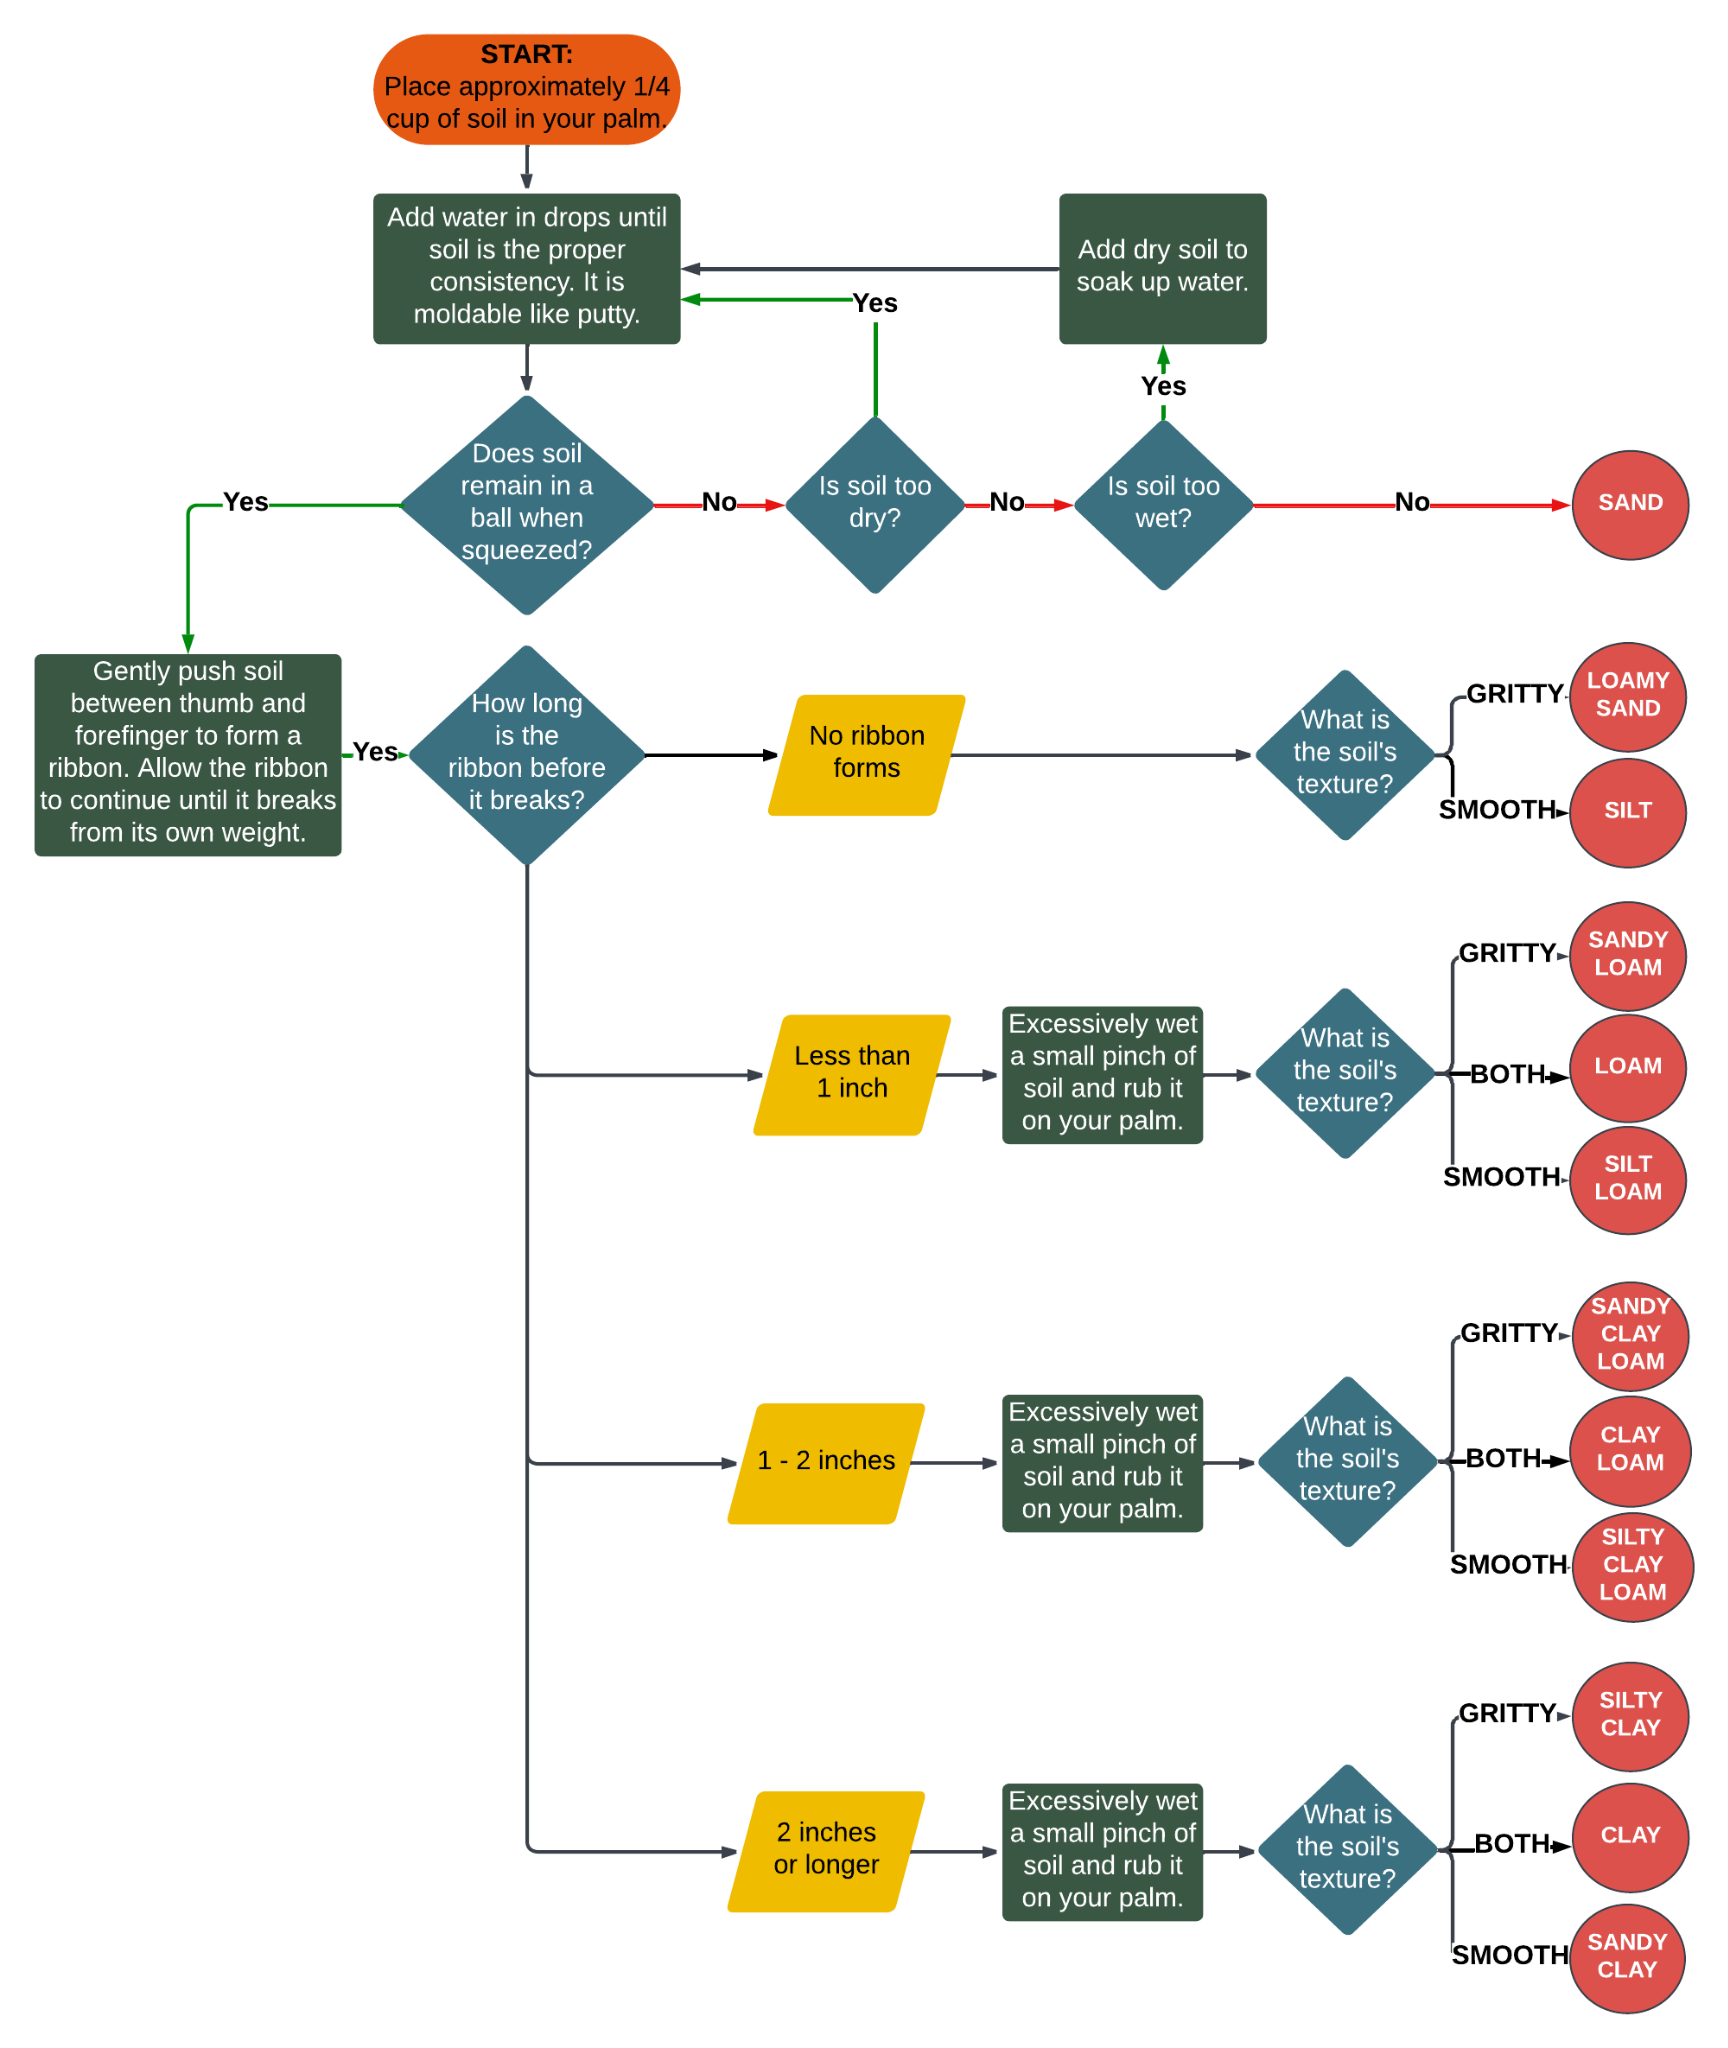 START:
Place approximately 1/4
cup of soil in your palm.
Add water in drops until
soil is the proper
consistency. It is
moldable like putty.
Add dry soil to
soak up water.
Yes
Yes
Does soil
remain in a
ball when
squeezed?
Yes
No
Is soil too
dry?
No
Is soil too
wet?
No
SAND
Gently push soil
between thumb and
forefinger to form a
ribbon. Allow the ribbon
to continue until it breaks
from its own weight.
Yes
How long
is the
ribbon before
it breaks?
No ribbon
forms
What is
the soil's
texture?
GRITTY
LOAMY
SAND
SMOOTH
SILT
Less than
1 inch
Excessively wet
a small pinch of
soil and rub it
on your palm.
What is
the soil's
texture?
GRITTY
SANDY
LOAM
BOTH
LOAM
SMOOTH
SILT
LOAM
1 - 2 inches
Excessively wet
a small pinch of
soil and rub it
on your palm.
What is
the soil's
texture?
GRITTY
SANDY
CLAY
LOAM
BOTH
CLAY
LOAM
SMOOTH
SILTY
CLAY
LOAM
2 inches
or longer
Excessively wet
a small pinch of
soil and rub it
on your palm.
What is
the soil's
texture?
GRITTY
SILTY
CLAY
BOTH
CLAY
SMOOTH
SANDY
CLAY